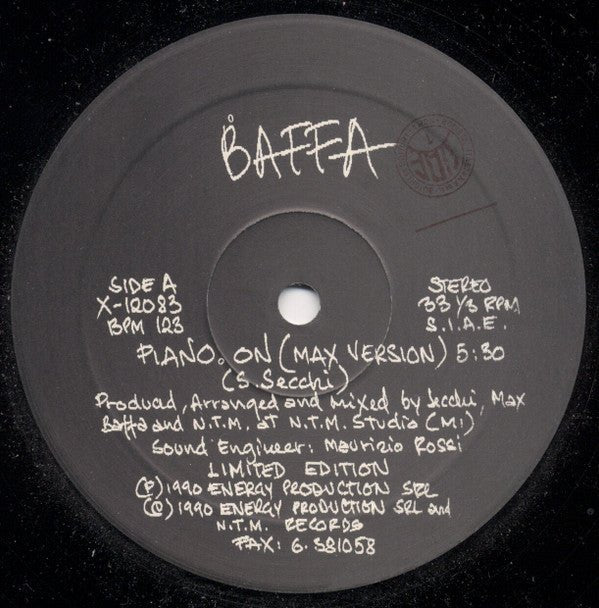 BAFFA
SIDE A
X-12083
BPM 123
STEREO
33 1/3 RPM
S.I.A.E.
PIANO. ON (MAX VERSION) 5:30
(S. Secchi)
Produced, Arranged and mixed by Secchi, Max
Baffa and N.T.M. at N.T.M. Studio (MI)
Sound Engineer: Maurizio Rossi
LIMITED EDITION
(P) 1990 ENERGY PRODUCTION SRL
(C) 1990 ENERGY PRODUCTION SRL and
N.T.M. RECORDS
FAX: 6.381058